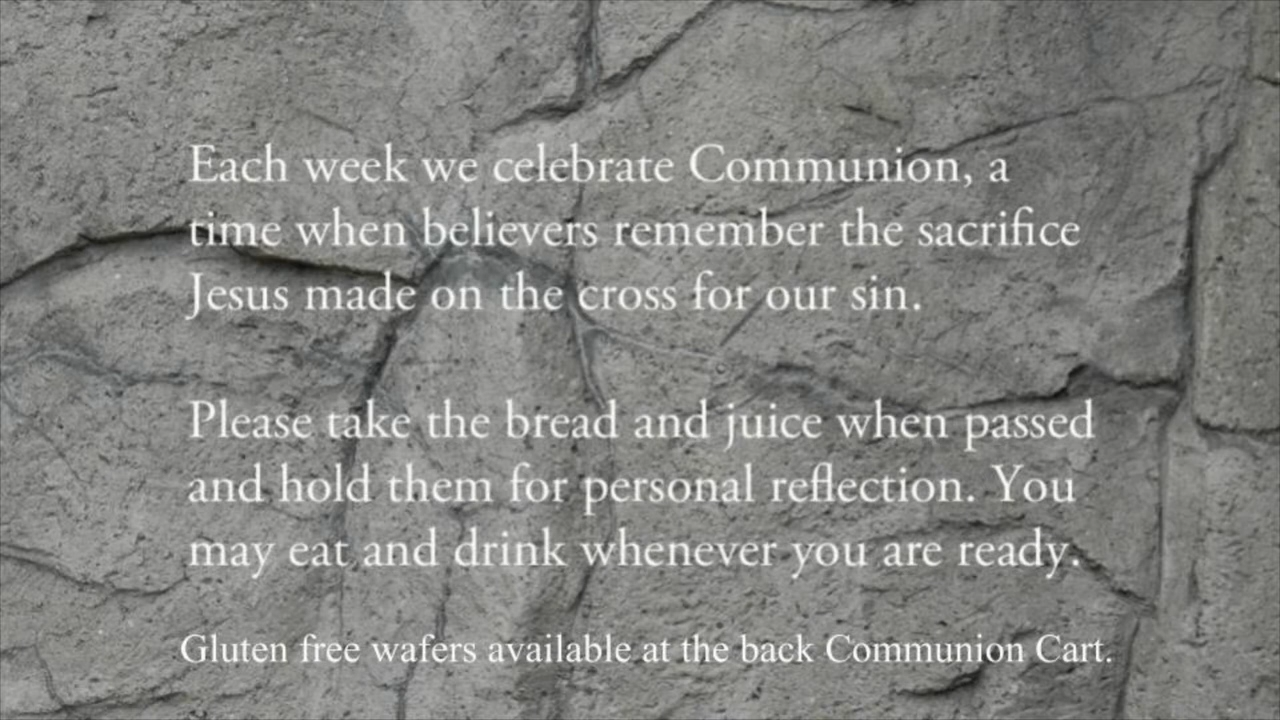 Each week we celebrate Communion, a
time when believers remember the sacrifice
Jesus made on the cross for our sin.
Please take the bread and juice when passed
and hold them for personal reflection. You
may eat and drink whenever you are ready.
Gluten free wafers available at the back Communion Cart.